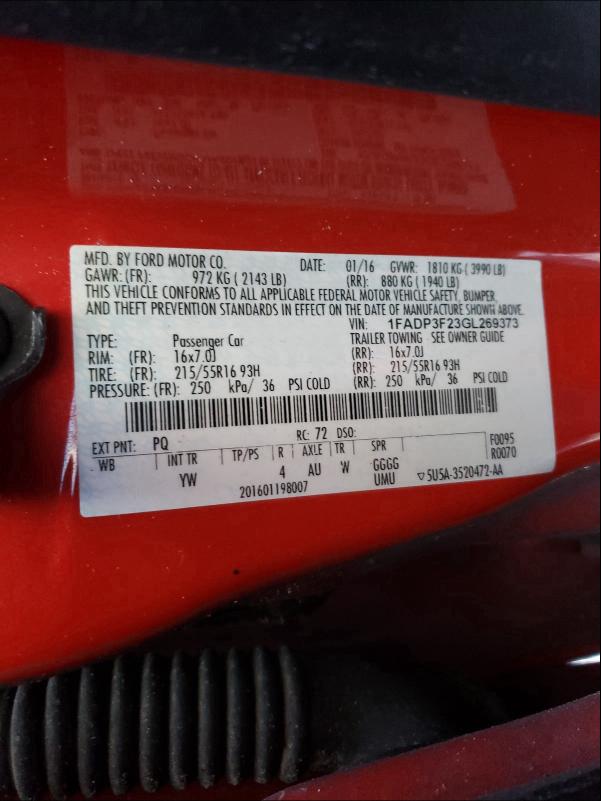 MFD. BY FORD MOTOR CO. DATE: 01/16 GVWR: 1810 KG ( 3990 LB)
GAWR: (FR): 972 KG ( 2143 LB) (RR): 880 KG ( 1940 LB)
THIS VEHICLE CONFORMS TO ALL APPLICABLE FEDERAL MOTOR VEHICLE SAFETY, BUMPER,
AND THEFT PREVENTION STANDARDS IN EFFECT ON THE DATE OF MANUFACTURE SHOWN ABOVE.
VIN: 1FADP3F23GL269373
TYPE: Passenger Car TRAILER TOWING SEE OWNER GUIDE
RIM: (FR): 16x7.0J (RR): 16x7.0J
TIRE: (FR): 215/55R16 93H (RR): 215/55R16 93H
PRESSURE: (FR): 250 kPa/ 36 PSI COLD (RR): 250 kPa/ 36 PSI COLD
EXT PNT: PQ RC: 72 DSO: F0095
WB INT TR TP/PS R AXLE TR SPR R0070
YW 4 AU W GGGG
201601198007 UMU ▽5U5A-3520472-AA